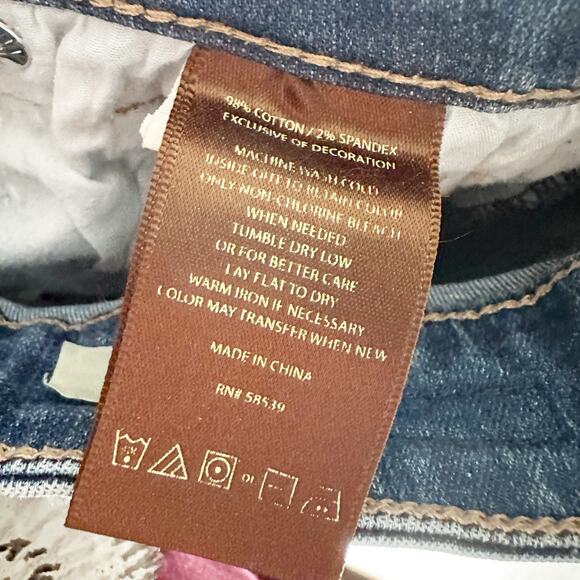 98% COTTON / 2% SPANDEX
EXCLUSIVE OF DECORATION
MACHINE WASH COLD
INSIDE OUT TO RETAIN COLOR
ONLY NON-CHLORINE BLEACH
WHEN NEEDED
TUMBLE DRY LOW
OR FOR BETTER CARE
LAY FLAT TO DRY
WARM IRON IF NECESSARY
COLOR MAY TRANSFER WHEN NEW
MADE IN CHINA
RN# 58539
or